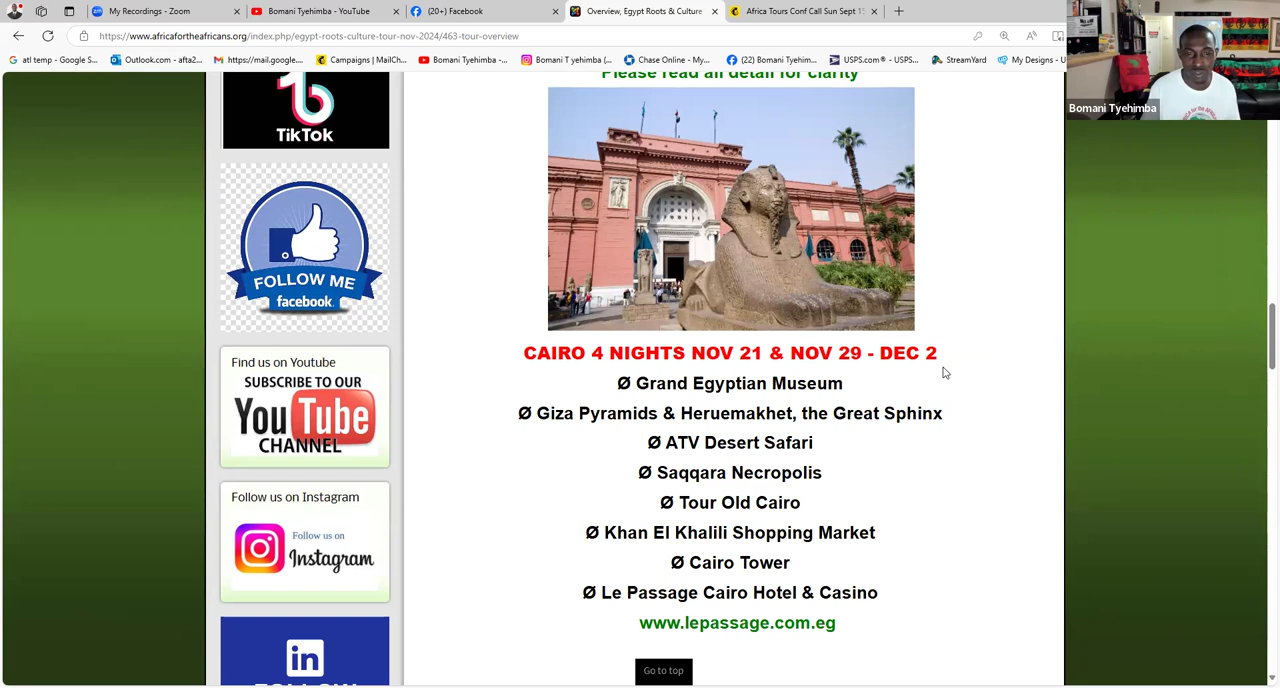 My Recordings - Zoom
Bomani Tyehimba - YouTube
(20+) Facebook
Overview, Egypt Roots & Culture
Africa Tours Conf Call Sun Sept 15
https://www.africafortheafricans.org/index.php/egypt-roots-culture-tour-nov-2024/463-tour-overview
atl temp - Google S...
Outlook.com - afta2...
https://mail.google....
Campaigns | MailCh...
Bomani Tyehimba -...
Bomani T yehimba (...
Chase Online - My...
(22) Bomani Tyehim...
USPS.com® - USPS...
StreamYard
My Designs -
Bomani Tyehimba
Please read all detail for clarity
TikTok
FOLLOW ME
facebook
Find us on Youtube
SUBSCRIBE TO OUR
YouTube
CHANNEL
Follow us on Instagram
Follow us on
Instagram
in
FOLLOW
CAIRO 4 NIGHTS NOV 21 & NOV 29 - DEC 2
Ø Grand Egyptian Museum
Ø Giza Pyramids & Heruemakhet, the Great Sphinx
Ø ATV Desert Safari
Ø Saqqara Necropolis
Ø Tour Old Cairo
Ø Khan El Khalili Shopping Market
Ø Cairo Tower
Ø Le Passage Cairo Hotel & Casino
www.lepassage.com.eg
Go to top